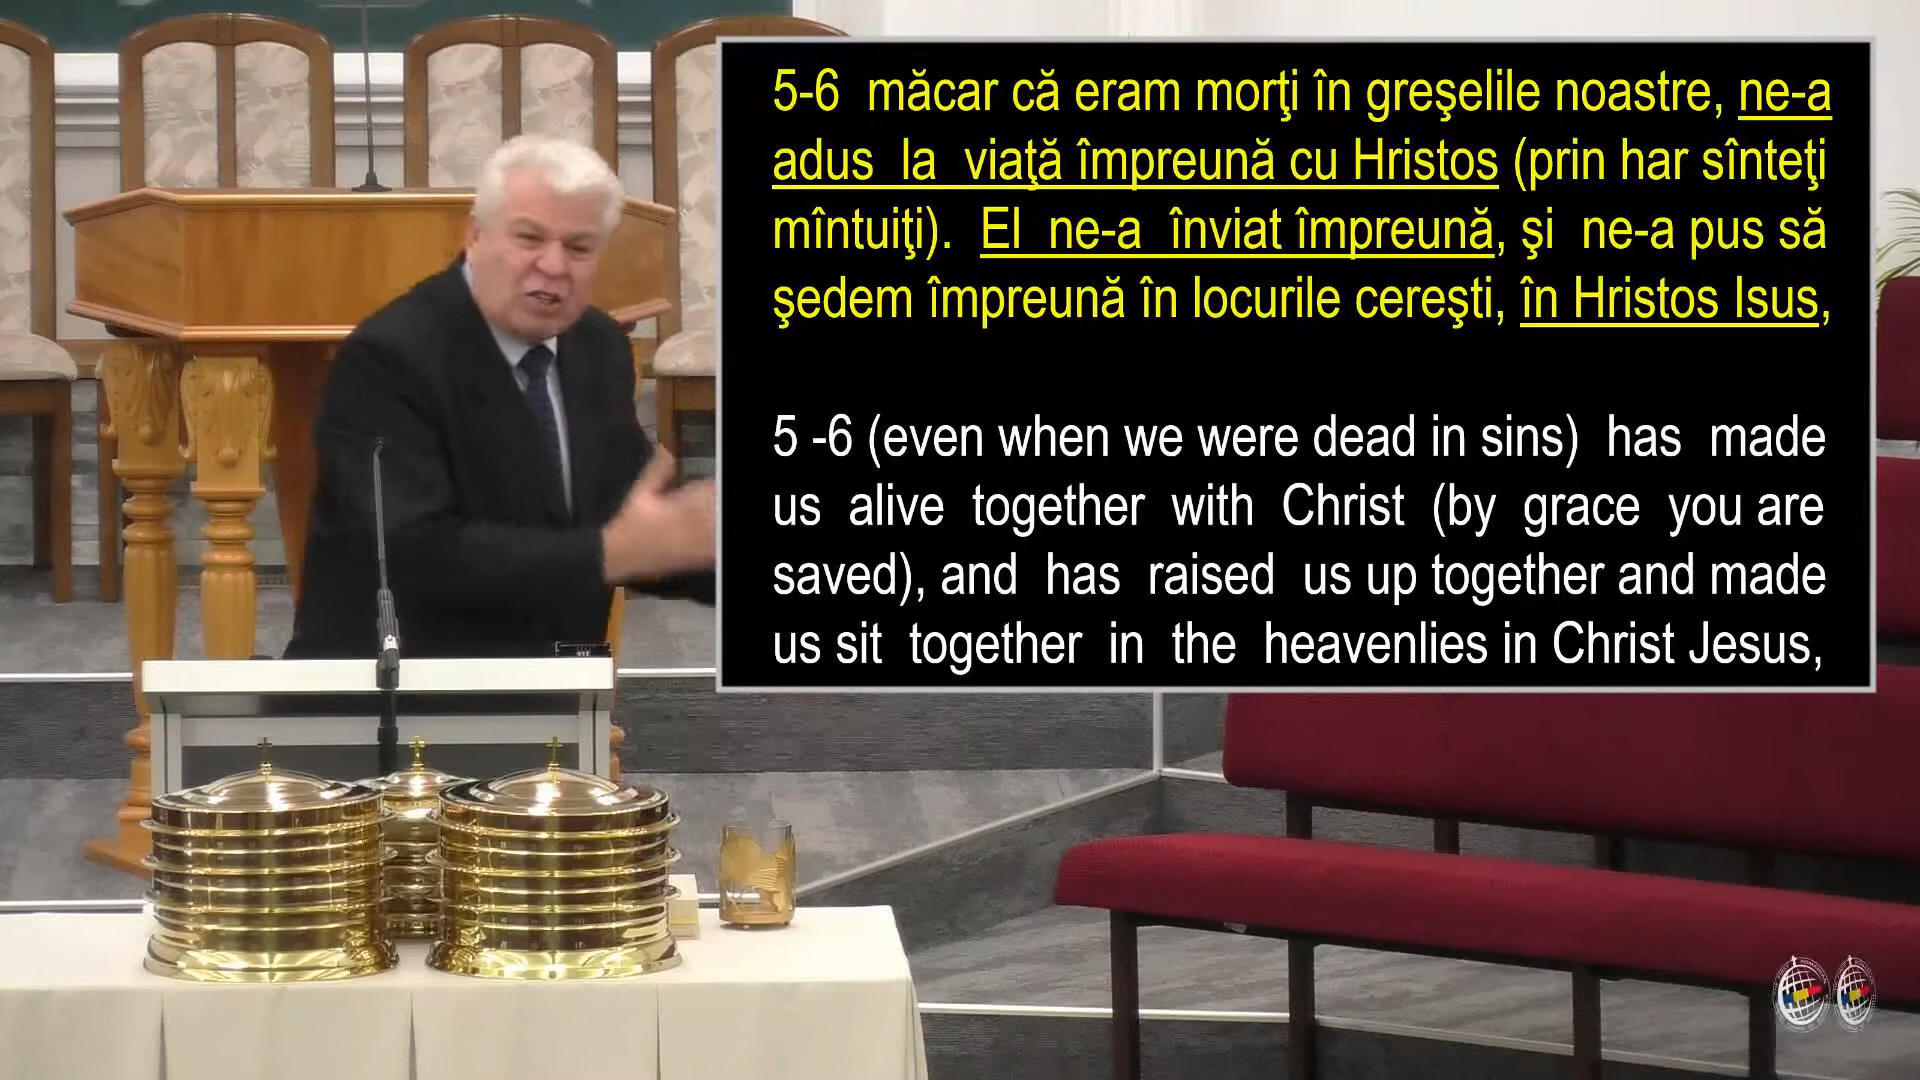 5-6 măcar că eram morţi în greşelile noastre, ne-a
adus la viaţă împreună cu Hristos (prin har sînteţi
mîntuiţi). El ne-a înviat împreună, şi ne-a pus să
şedem împreună în locurile cereşti, în Hristos Isus,
5 -6 (even when we were dead in sins) has made
us alive together with Christ (by grace you are
saved), and has raised us up together and made
us sit together in the heavenlies in Christ Jesus,